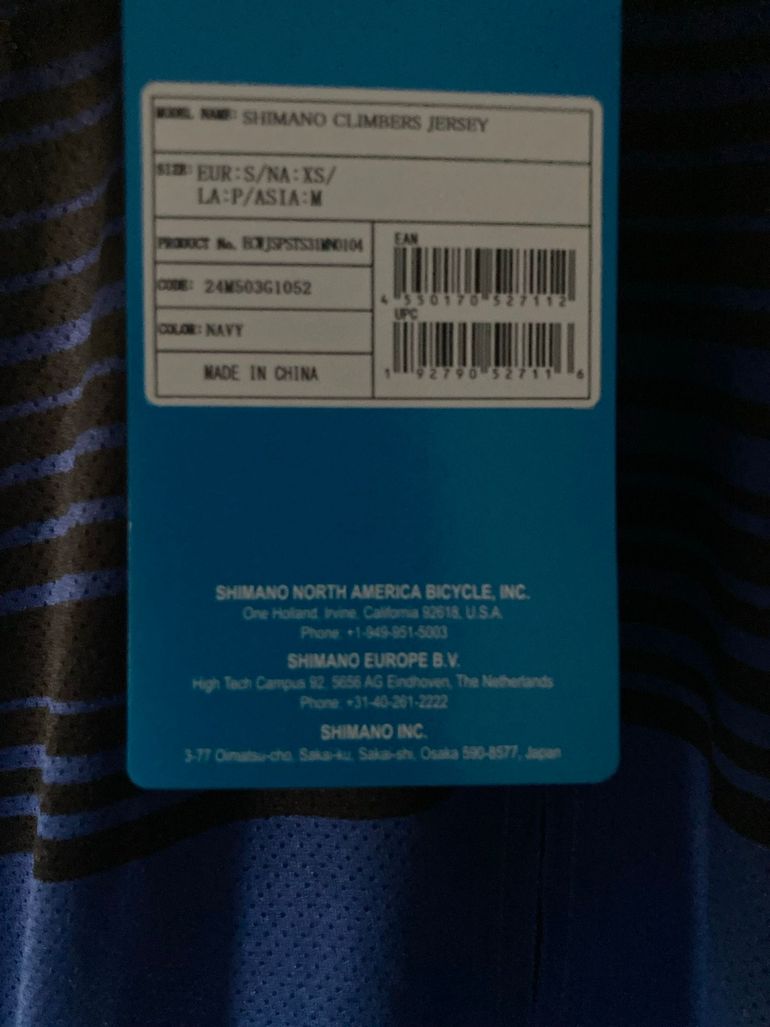 MODEL NAME: SHIMANO CLIMBERS JERSEY
SIZE: EUR:S/NA:XS/
LA:P/ASIA:M
PRODUCT No. ECWJSPSTS31MN0104
CODE: 24M503G1052
COLOR: NAVY
MADE IN CHINA
EAN
4 550170 527112
UPC
1 92790 52711 6
SHIMANO NORTH AMERICA BICYCLE, INC.
One Holland. Irvine, California 92618, U.S.A.
Phone: +1-949-951-5003
SHIMANO EUROPE B.V.
High Tech Campus 92, 5656 AG Eindhoven, The Netherlands
Phone: +31-40-261-2222
SHIMANO INC.
3-77 Oimatsu-cho, Sakai-ku, Sakai-shi, Osaka 590-8577, Japan